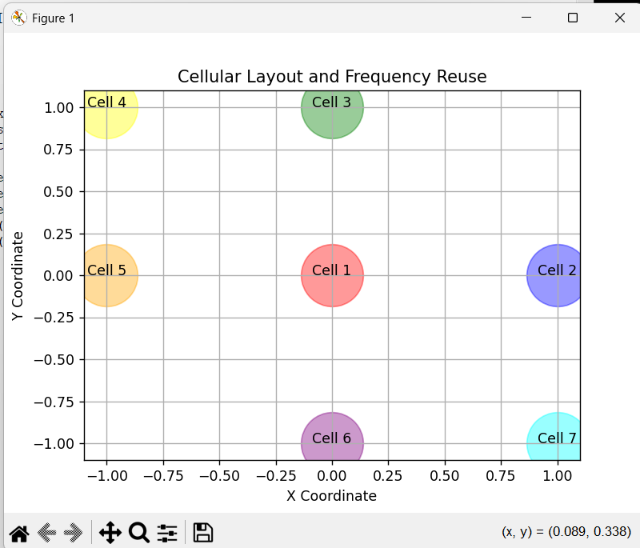 Figure 1
Cellular Layout and Frequency Reuse
Cell 4
Cell 3
1.00
0.75
0.50
0.25
Cell 5
Cell 1
Cell 2
0.00
−0.25
−0.50
−0.75
Cell 6
Cell 7
−1.00
Y Coordinate
−1.00 −0.75 −0.50 −0.25 0.00 0.25 0.50 0.75 1.00
X Coordinate
(x, y) = (0.089, 0.338)